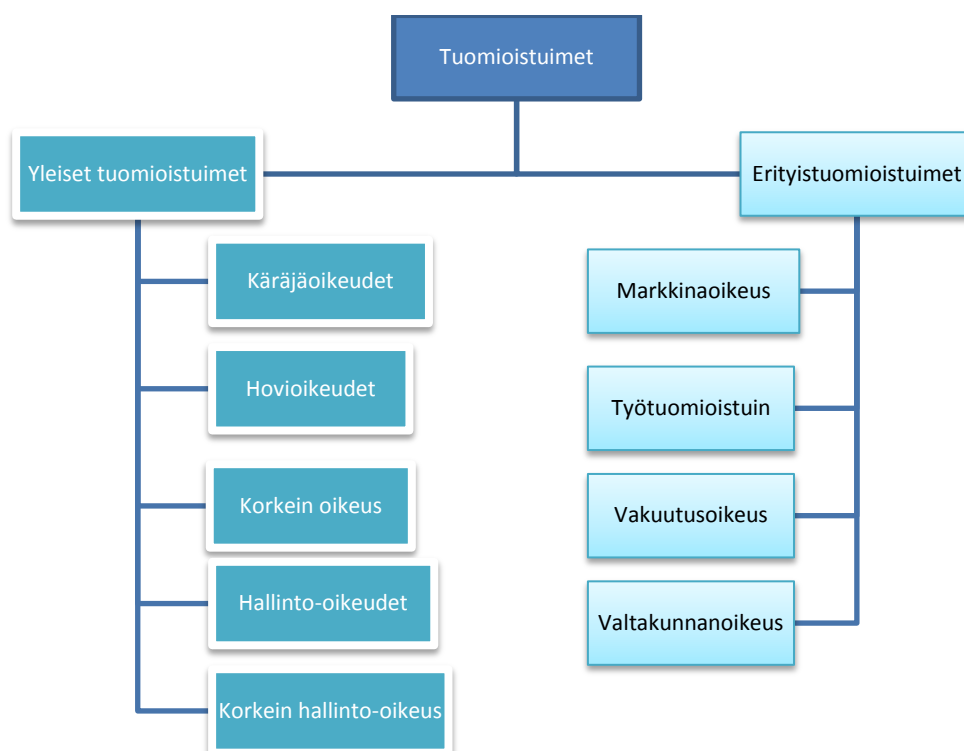 Tuomioistuimet
Yleiset tuomioistuimet
Käräjäoikeudet
Hovioikeudet
Korkein oikeus
Hallinto-oikeudet
Korkein hallinto-oikeus
Erityistuomioistuimet
Markkinaoikeus
Työtuomioistuin
Vakuutusoikeus
Valtakunnanoikeus